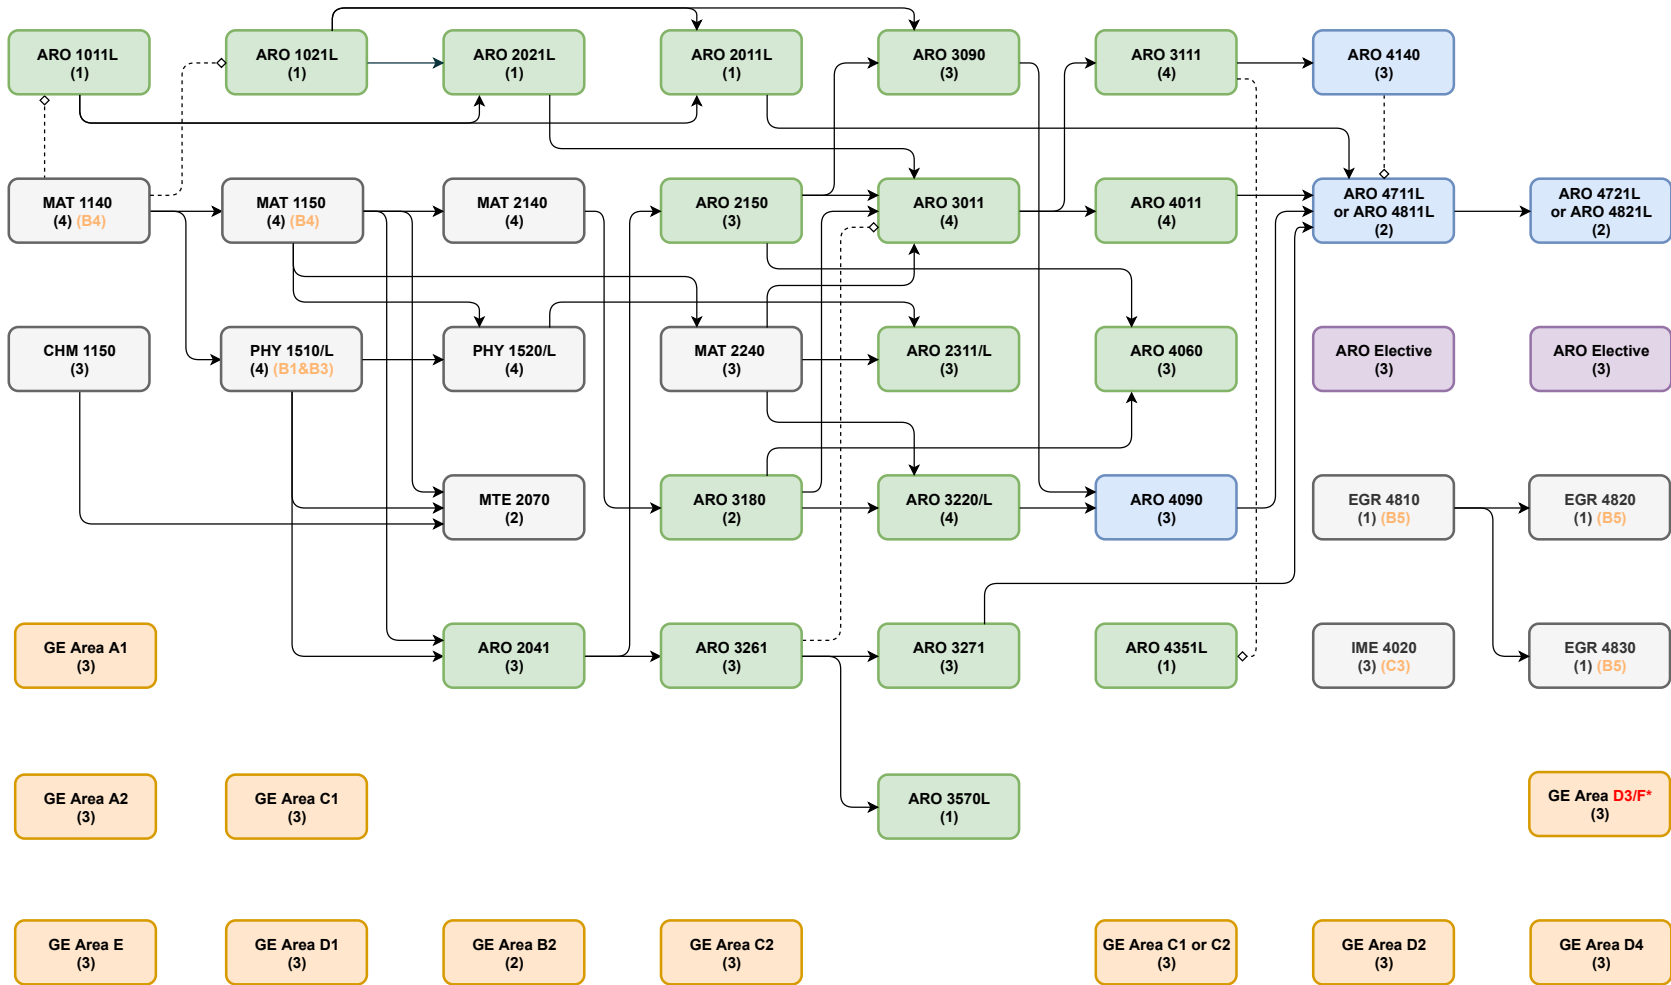 ARO 1011L
(1)
ARO 1021L
(1)
ARO 2021L
(1)
ARO 2011L
(1)
ARO 3090
(3)
ARO 3111
(4)
ARO 4140
(3)
MAT 1140
(4) (B4)
MAT 1150
(4) (B4)
MAT 2140
(4)
ARO 2150
(3)
ARO 3011
(4)
ARO 4011
(4)
ARO 4711L
or ARO 4811L
(2)
ARO 4721L
or ARO 4821L
(2)
CHM 1150
(3)
PHY 1510/L
(4) (B1&B3)
PHY 1520/L
(4)
MAT 2240
(3)
ARO 2311/L
(3)
ARO 4060
(3)
ARO Elective
(3)
ARO Elective
(3)
MTE 2070
(2)
ARO 3180
(2)
ARO 3220/L
(4)
ARO 4090
(3)
EGR 4810
(1) (B5)
EGR 4820
(1) (B5)
GE Area A1
(3)
ARO 2041
(3)
ARO 3261
(3)
ARO 3271
(3)
ARO 4351L
(1)
IME 4020
(3) (C3)
EGR 4830
(1) (B5)
GE Area A2
(3)
GE Area C1
(3)
ARO 3570L
(1)
GE Area D3/F*
(3)
GE Area E
(3)
GE Area D1
(3)
GE Area B2
(2)
GE Area C2
(3)
GE Area C1 or C2
(3)
GE Area D2
(3)
GE Area D4
(3)